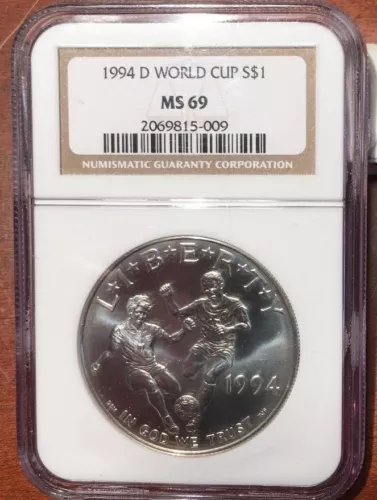 1994 D WORLD CUP S$1
MS 69
2069815-009
NUMISMATIC GUARANTY CORPORATION
L★I★B★E★R★T★Y
1994
IN GOD WE TRUST